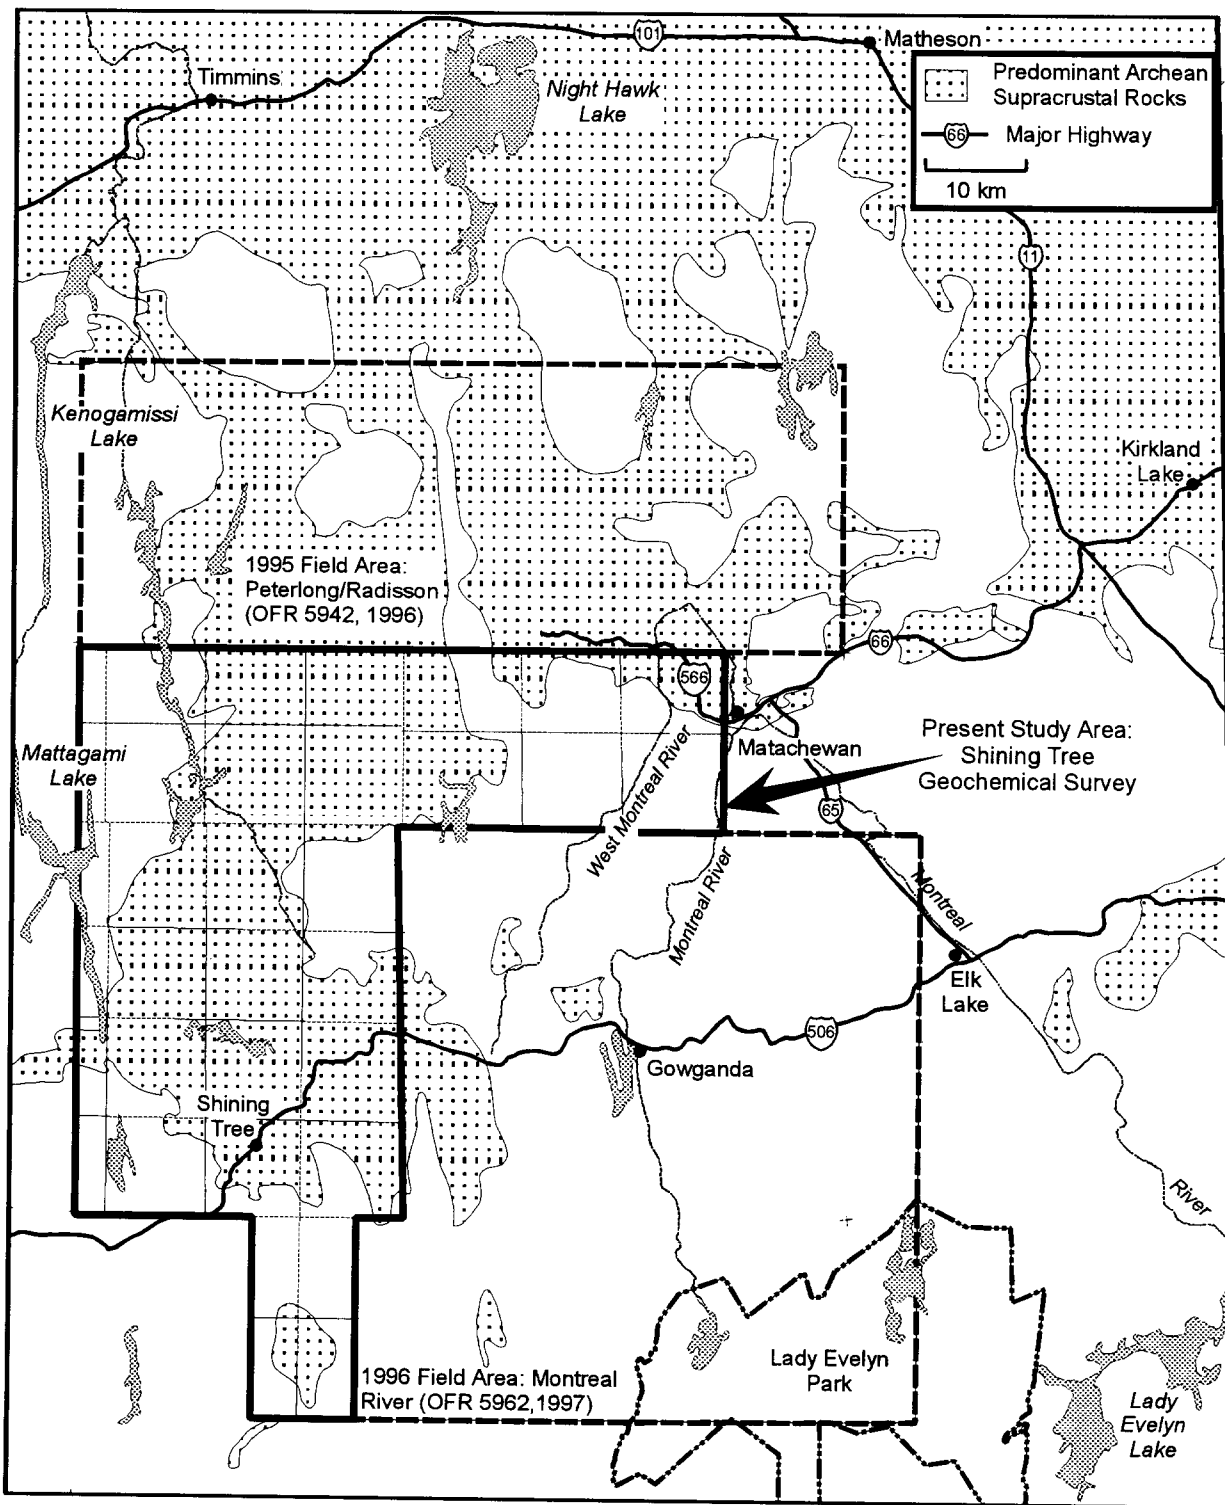 101
Matheson
Timmins
Night Hawk
Lake
Predominant Archean
Supracrustal Rocks
66
Major Highway
10 km
11
Kenogamissi
Lake
Kirkland
Lake
1995 Field Area:
Peterlong/Radisson
(OFR 5942, 1996)
66
566
Mattagami
Lake
Matachewan
Present Study Area:
Shining Tree
Geochemical Survey
West Montreal River
65
Montreal River
Montreal
Elk
Lake
506
Gowganda
Shining
Tree
River
1996 Field Area: Montreal
River (OFR 5962,1997)
Lady Evelyn
Park
Lady
Evelyn
Lake